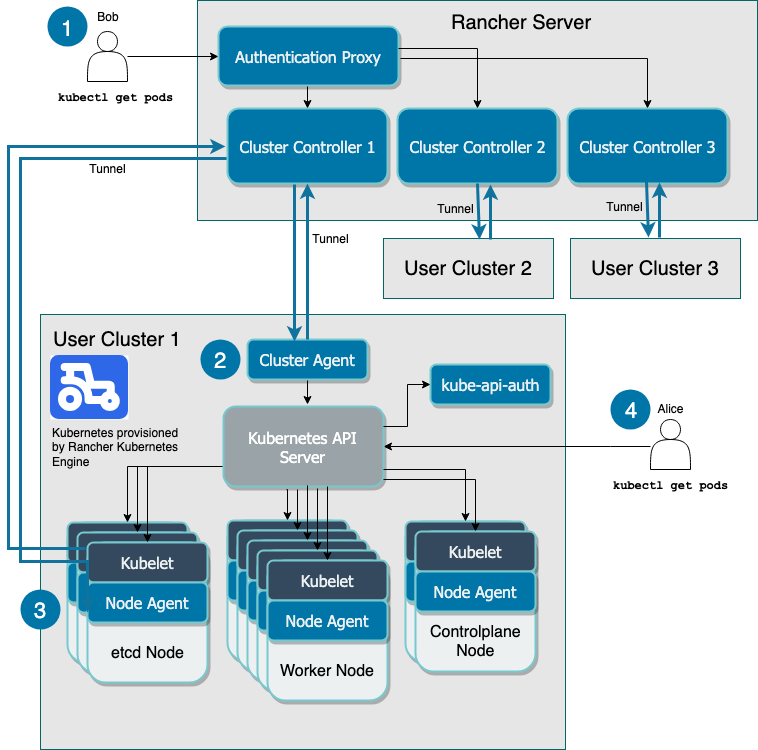 1
Bob
kubectl get pods
Rancher Server
Authentication Proxy
Cluster Controller 1
Cluster Controller 2
Cluster Controller 3
Tunnel
Tunnel
Tunnel
Tunnel
User Cluster 2
User Cluster 3
User Cluster 1
2
Cluster Agent
kube-api-auth
Kubernetes provisioned
by Rancher Kubernetes
Engine
Kubernetes API
Server
4
Alice
kubectl get pods
3
Kubelet
Node Agent
etcd Node
Kubelet
Node Agent
Worker Node
Kubelet
Node Agent
Controlplane
Node